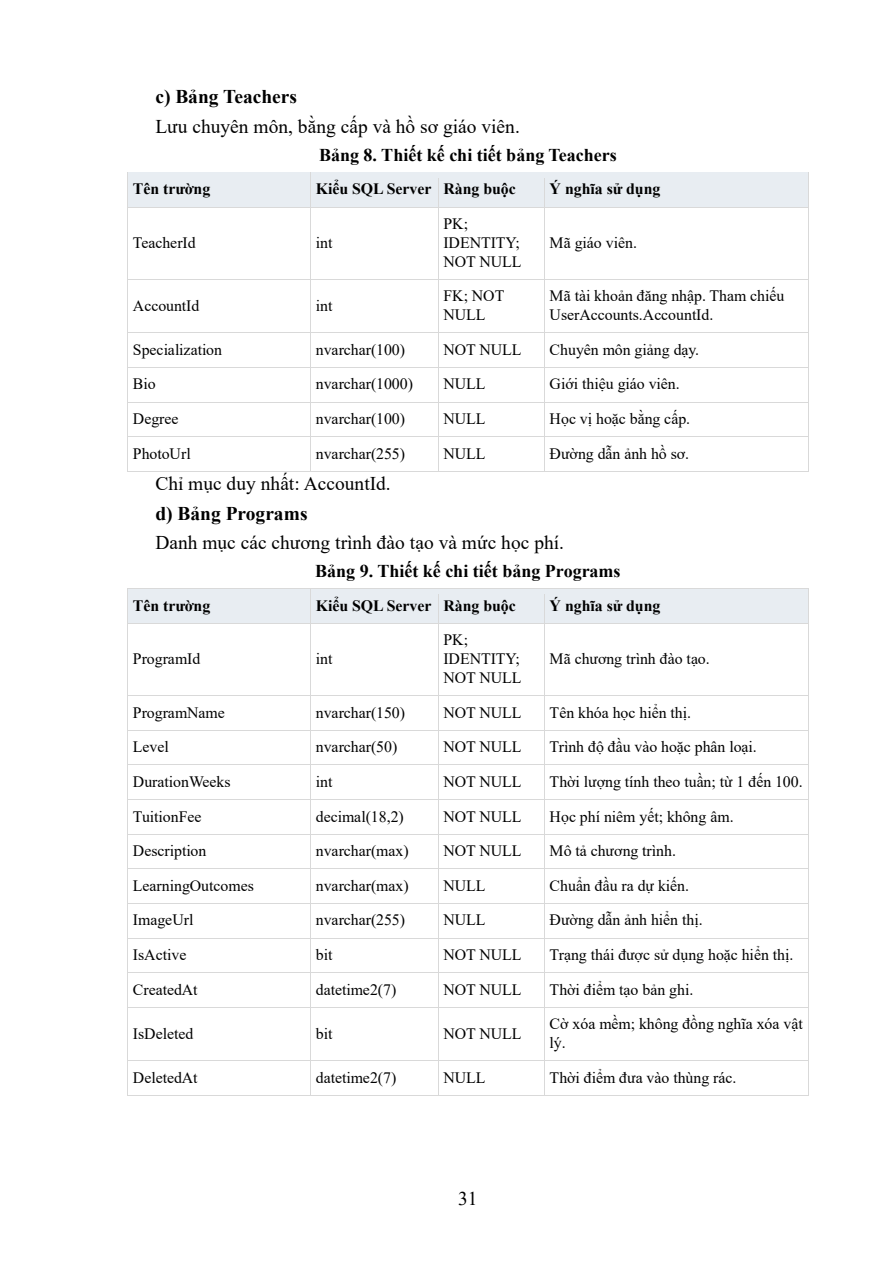 c) Bảng Teachers
Lưu chuyên môn, bằng cấp và hồ sơ giáo viên.
Bảng 8. Thiết kế chi tiết bảng Teachers
Tên trường Kiểu SQL Server Ràng buộc Ý nghĩa sử dụng
TeacherId int PK; IDENTITY; NOT NULL Mã giáo viên.
AccountId int FK; NOT NULL Mã tài khoản đăng nhập. Tham chiếu UserAccounts.AccountId.
Specialization nvarchar(100) NOT NULL Chuyên môn giảng dạy.
Bio nvarchar(1000) NULL Giới thiệu giáo viên.
Degree nvarchar(100) NULL Học vị hoặc bằng cấp.
PhotoUrl nvarchar(255) NULL Đường dẫn ảnh hồ sơ.
Chỉ mục duy nhất: AccountId.
d) Bảng Programs
Danh mục các chương trình đào tạo và mức học phí.
Bảng 9. Thiết kế chi tiết bảng Programs
Tên trường Kiểu SQL Server Ràng buộc Ý nghĩa sử dụng
ProgramId int PK; IDENTITY; NOT NULL Mã chương trình đào tạo.
ProgramName nvarchar(150) NOT NULL Tên khóa học hiển thị.
Level nvarchar(50) NOT NULL Trình độ đầu vào hoặc phân loại.
DurationWeeks int NOT NULL Thời lượng tính theo tuần; từ 1 đến 100.
TuitionFee decimal(18,2) NOT NULL Học phí niêm yết; không âm.
Description nvarchar(max) NOT NULL Mô tả chương trình.
LearningOutcomes nvarchar(max) NULL Chuẩn đầu ra dự kiến.
ImageUrl nvarchar(255) NULL Đường dẫn ảnh hiển thị.
IsActive bit NOT NULL Trạng thái được sử dụng hoặc hiển thị.
CreatedAt datetime2(7) NOT NULL Thời điểm tạo bản ghi.
IsDeleted bit NOT NULL Cờ xóa mềm; không đồng nghĩa xóa vật lý.
DeletedAt datetime2(7) NULL Thời điểm đưa vào thùng rác.
31